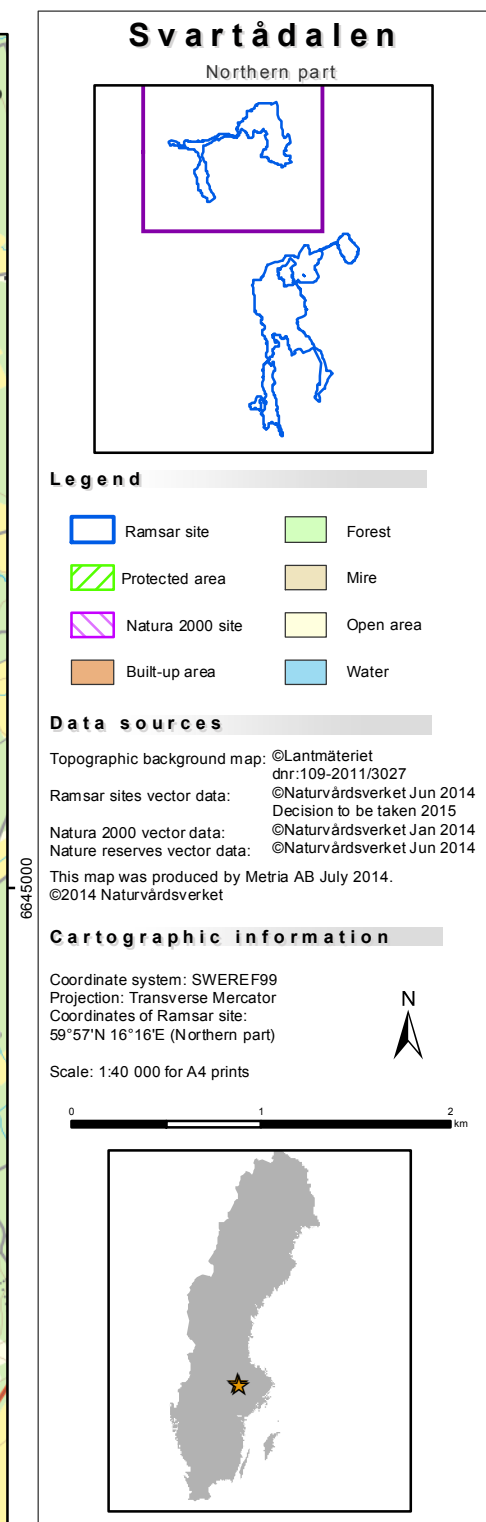 Svartådalen
Northern part
Legend
Ramsar site
Forest
Protected area
Mire
Natura 2000 site
Open area
Built-up area
Water
Data sources
Topographic background map: ©Lantmäteriet
dnr:109-2011/3027
Ramsar sites vector data: ©Naturvårdsverket Jun 2014
Decision to be taken 2015
Natura 2000 vector data: ©Naturvårdsverket Jan 2014
Nature reserves vector data: ©Naturvårdsverket Jun 2014
This map was produced by Metria AB July 2014.
©2014 Naturvårdsverket
6645000
Cartographic information
Coordinate system: SWEREF99
Projection: Transverse Mercator
Coordinates of Ramsar site:
59°57'N 16°16'E (Northern part)
N
Scale: 1:40 000 for A4 prints
0 1 2
km